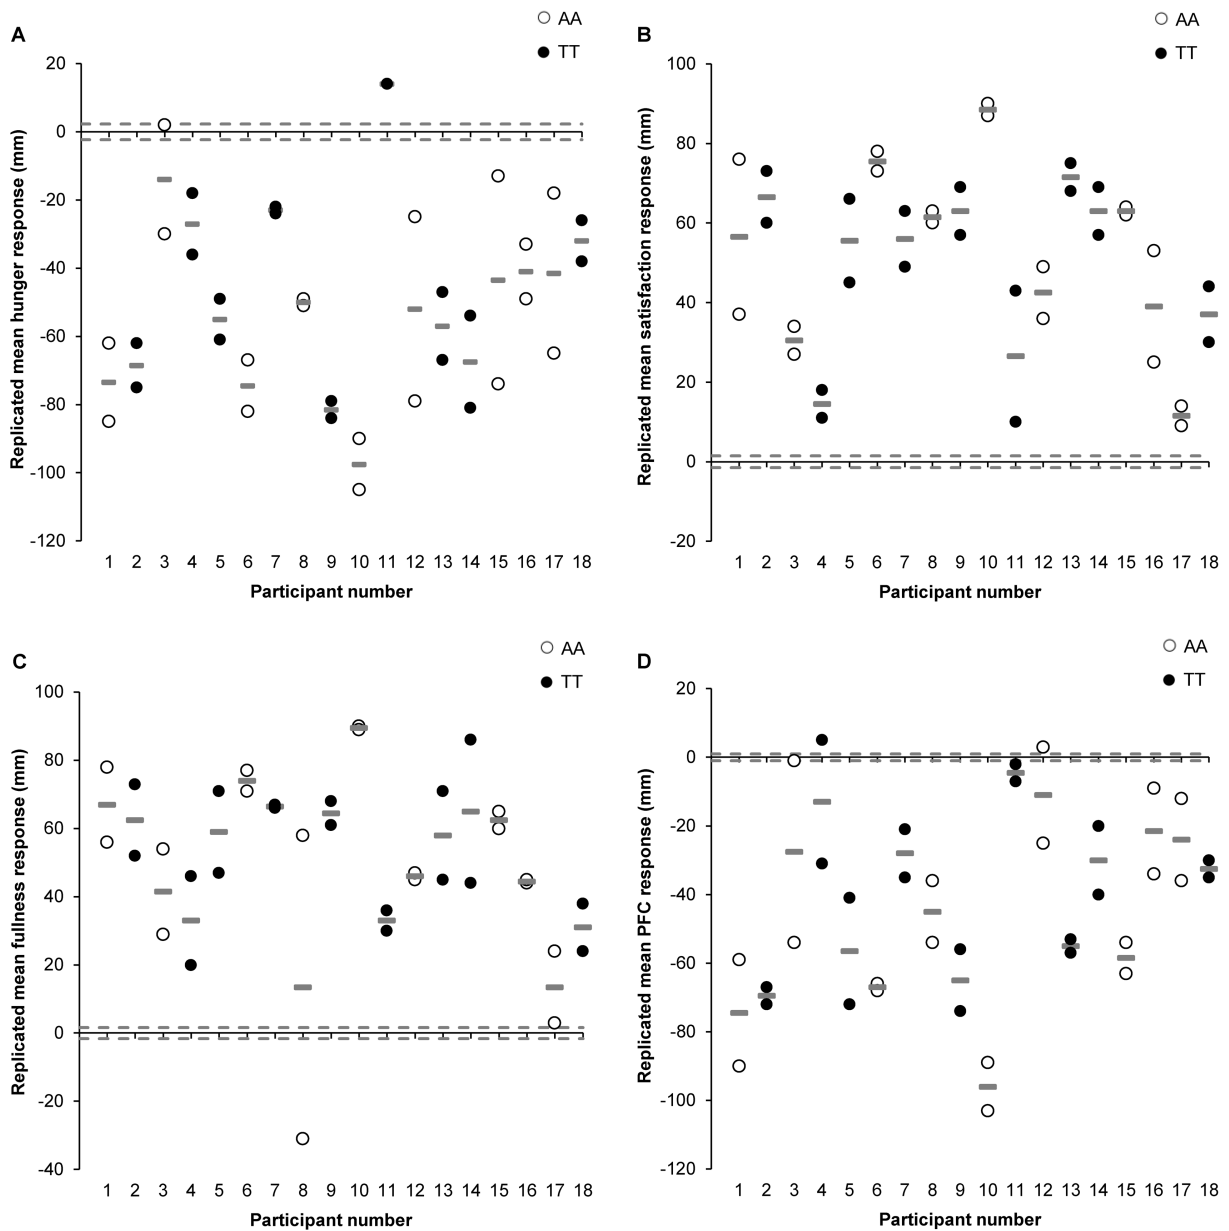 A
AA
TT
Replicated mean hunger response (mm)
20
0
-20
-40
-60
-80
-100
-120
1 2 3 4 5 6 7 8 9 10 11 12 13 14 15 16 17 18
Participant number
B
AA
TT
Replicated mean satisfaction response (mm)
100
80
60
40
20
0
-20
1 2 3 4 5 6 7 8 9 10 11 12 13 14 15 16 17 18
Participant number
C
AA
TT
Replicated mean fullness response (mm)
100
80
60
40
20
0
-20
-40
1 2 3 4 5 6 7 8 9 10 11 12 13 14 15 16 17 18
Participant number
D
AA
TT
Replicated mean PFC response (mm)
20
0
-20
-40
-60
-80
-100
-120
1 2 3 4 5 6 7 8 9 10 11 12 13 14 15 16 17 18
Participant number